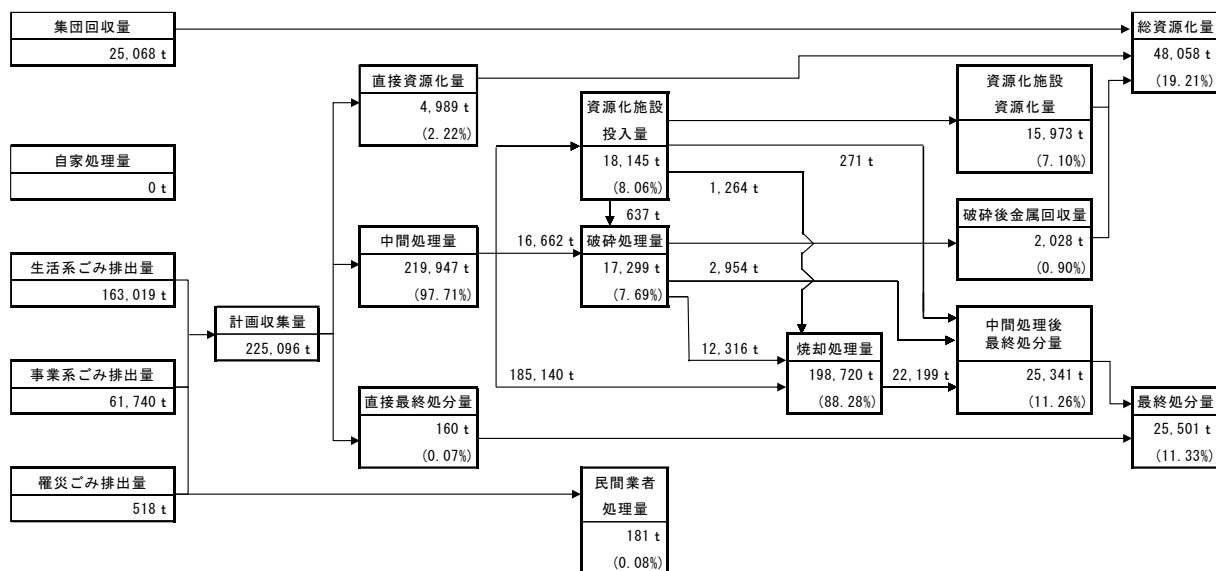 集団回収量
25,068 t
自家処理量
0 t
生活系ごみ排出量
163,019 t
事業系ごみ排出量
61,740 t
罹災ごみ排出量
518 t
計画収集量
225,096 t
直接資源化量
4,989 t
(2.22%)
中間処理量
219,947 t
(97.71%)
直接最終処分量
160 t
(0.07%)
16,662 t
185,140 t
資源化施設
投入量
18,145 t
(8.06%)
637 t
破砕処理量
17,299 t
(7.69%)
民間業者
処理量
181 t
(0.08%)
271 t
1,264 t
2,954 t
12,316 t
焼却処理量
198,720 t
(88.28%)
22,199 t
資源化施設
資源化量
15,973 t
(7.10%)
破砕後金属回収量
2,028 t
(0.90%)
中間処理後
最終処分量
25,341 t
(11.26%)
総資源化量
48,058 t
(19.21%)
最終処分量
25,501 t
(11.33%)